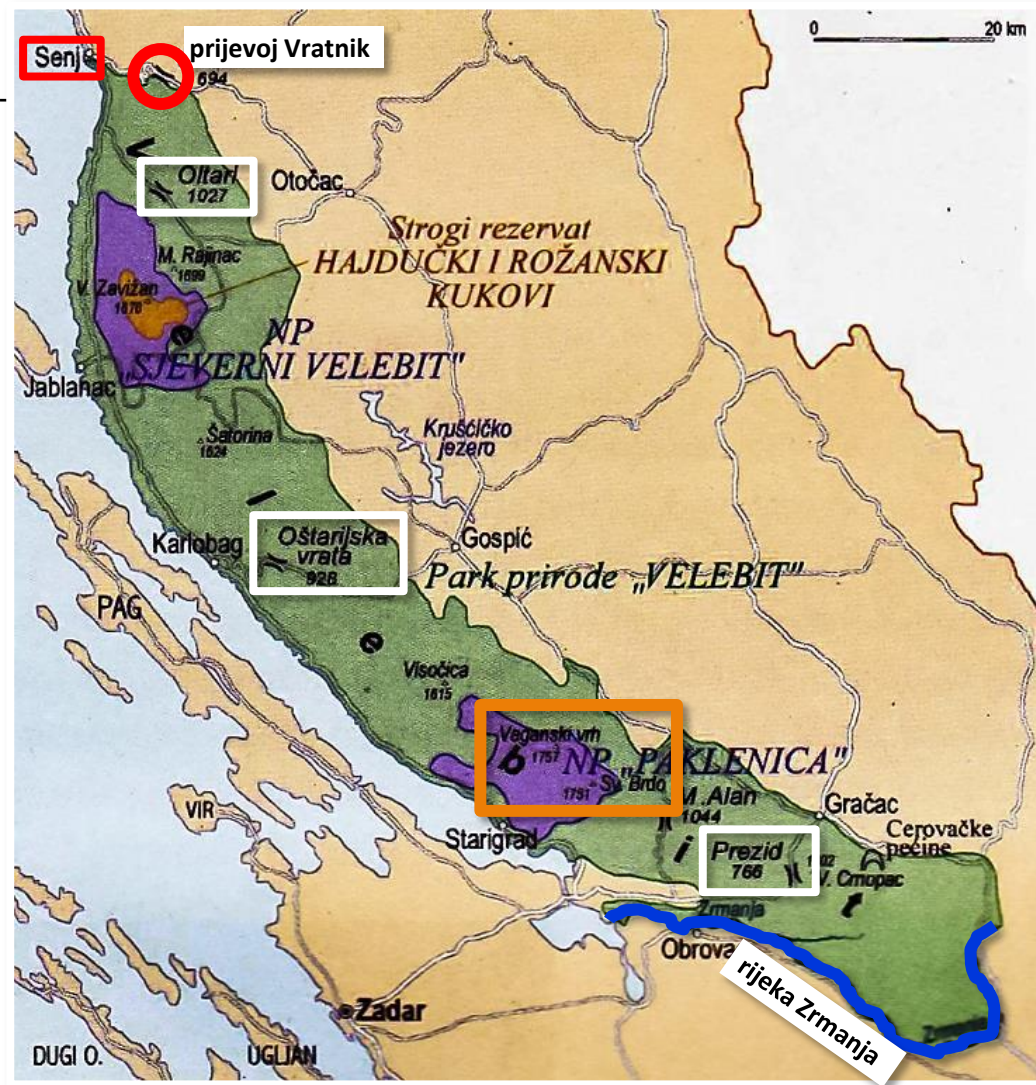 0 20 km
Senj
prijevoj Vratnik
694
V
Oltari
1027
Otočac
Strogi rezervat
HAJDUČKI I ROŽANSKI
KUKOVI
M. Rajinac
1699
V. Zavižan
1676
NP
„SJEVERNI VELEBIT"
e
Jablanac
Šatorina
1624
Krušćičko
jezero
l
Karlobag
Oštarijska
vrata
928
Gospić
Park prirode „VELEBIT"
PAG
e
Visočica
1615
Vaganski vrh
1757
b
NP „PAKLENICA"
1751
Sv. Brdo
M. Alan
1044
VIR
Starigrad
Gračac
i
Prezid
766
Cerovačke
pećine
V. Crnopac
t
Zrmanja
Obrova
rijeka Zrmanja
Zadar
DUGI O.
UGLJAN